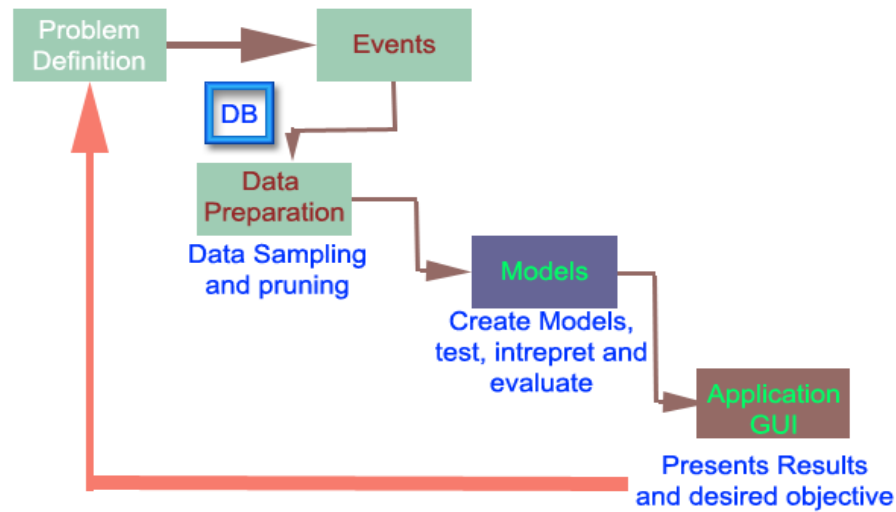 Problem
Definition
Events
DB
Data
Preparation
Data Sampling
and pruning
Models
Create Models,
test, intrepret and
evaluate
Application
GUI
Presents Results
and desired objective